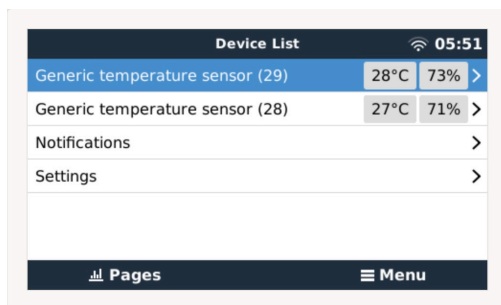 Device List 05:51
Generic temperature sensor (29) 28°C 73% >
Generic temperature sensor (28) 27°C 71% >
Notifications >
Settings >
Pages Menu